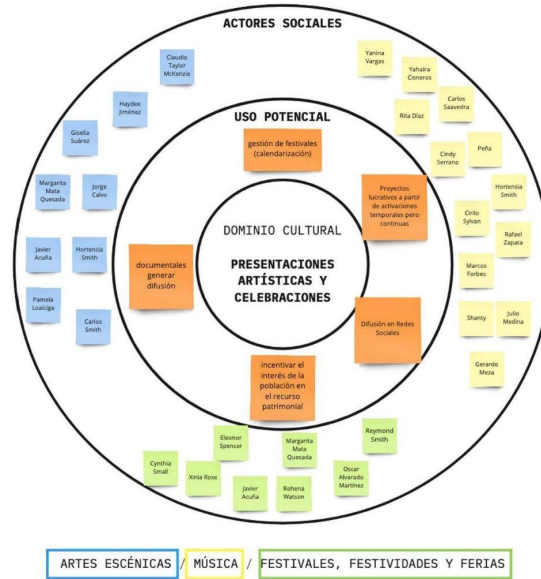 ACTORES SOCIALES
Claudio
Taylor
McKenzie
Haydee
Jiménez
Gisella
Suárez
Margarita
Mata
Quesada
Jorge
Calvo
Javier
Acuña
Hortencia
Smith
Pamela
Loaiciga
Carlos
Smith
Yanina
Vargas
Yahaira
Cisneros
Carlos
Saavedra
Rita Díaz
Peña
Cindy
Serrano
Hortensia
Smith
Cirilo
Sylvan
Rafael
Zapata
Marcos
Forbes
Shanty
Julio
Medina
Gerardo
Meza
USO POTENCIAL
gestión de festivales
(calendarización)
Proyectos
lucrativos a partir
de activaciones
temporales pero
continuas
documentales
generar
difusión
Difusión en Redes
Sociales
incentivar el
interés de la
población en
el recurso
patrimonial
DOMINIO CULTURAL
PRESENTACIONES
ARTÍSTICAS Y
CELEBRACIONES
Eleonor
Spencer
Margarita
Mata
Quesada
Reymond
Smith
Cynthia
Small
Xinia Rose
Javier
Acuña
Rohena
Watson
Oscar
Alvarado
Martínez
ARTES ESCÉNICAS / MÚSICA / FESTIVALES, FESTIVIDADES Y FERIAS